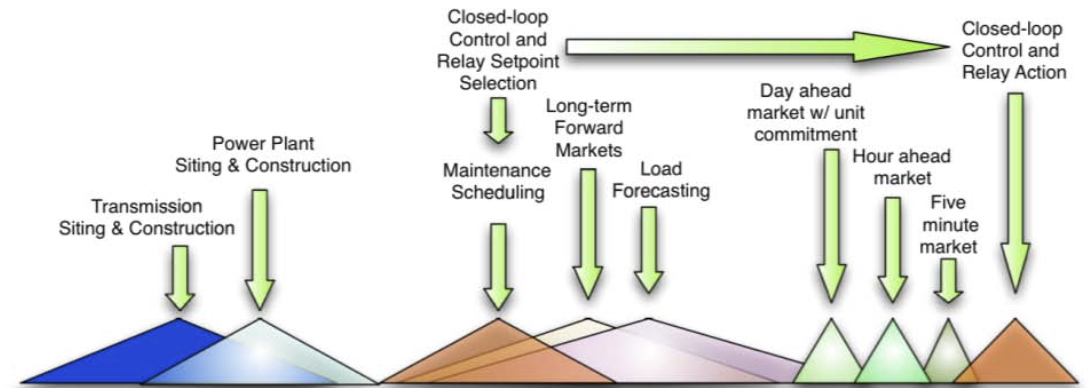 Transmission
Siting & Construction
Power Plant
Siting & Construction
Closed-loop
Control and
Relay Setpoint
Selection
Maintenance
Scheduling
Long-term
Forward
Markets
Load
Forecasting
Day ahead
market w/ unit
commitment
Hour ahead
market
Five
minute
market
Closed-loop
Control and
Relay Action